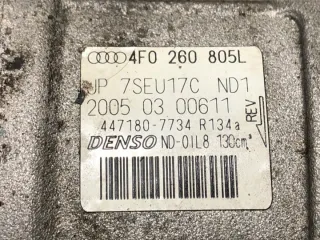 4F0 260 805L
JP 7SEU17C ND1
2005 03 00611
REV
447180-7734 R134a
DENSO ND-OIL8 130cm³